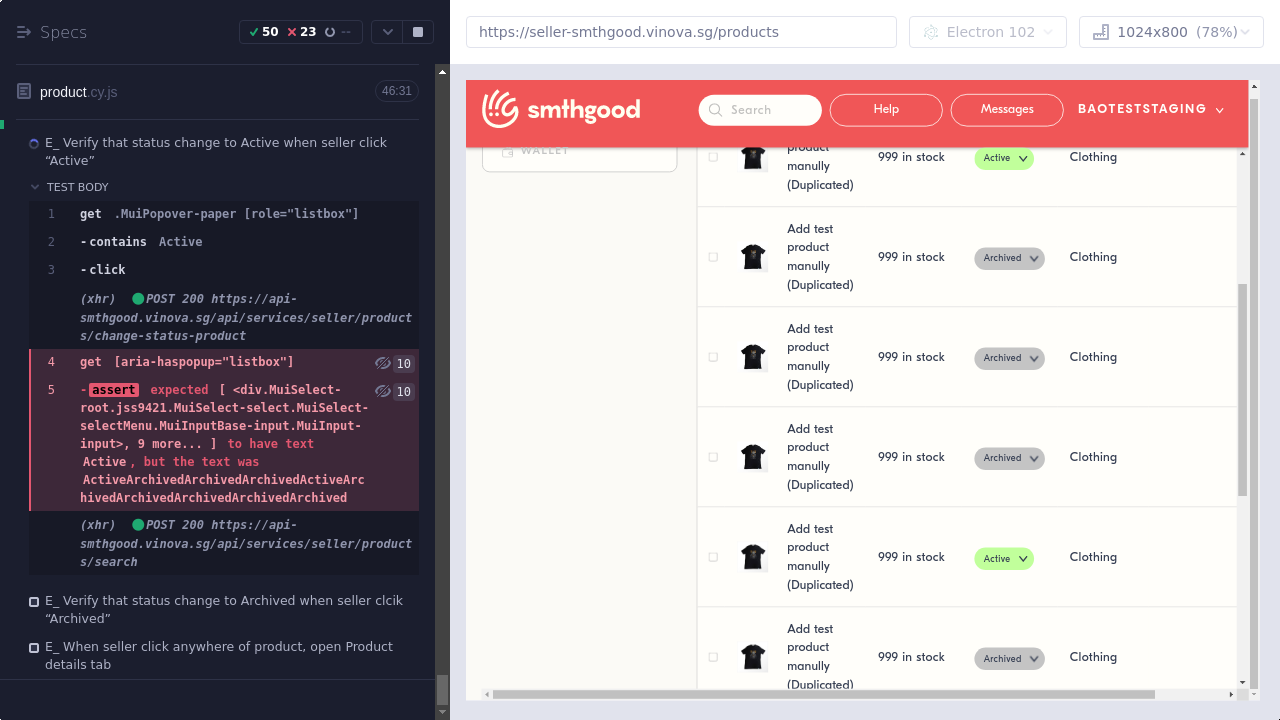 Specs
50 23 --
https://seller-smthgood.vinova.sg/products
Electron 102
1024x800 (78%)
product.cy.js
46:31
E_ Verify that status change to Active when seller click
“Active”
TEST BODY
1 get .MuiPopover-paper [role="listbox"]
2 -contains Active
3 -click
(xhr) POST 200 https://api-
smthgood.vinova.sg/api/services/seller/product
s/change-status-product
4 get [aria-haspopup="listbox"] 10
5 -assert expected [ <div.MuiSelect- 10
root.jss9421.MuiSelect-select.MuiSelect-
selectMenu.MuiInputBase-input.MuiInput-
input>, 9 more... ] to have text
Active, but the text was
ActiveArchivedArchivedArchivedActiveArc
hivedArchivedArchivedArchivedArchived
(xhr) POST 200 https://api-
smthgood.vinova.sg/api/services/seller/product
s/search
E_ Verify that status change to Archived when seller clcik
“Archived”
E_ When seller click anywhere of product, open Product
details tab
smthgood
Search
Help
Messages
BAOTESTSTAGING
WALLET
product
manully
(Duplicated)
999 in stock
Active
Clothing
Add test
product
manully
(Duplicated)
999 in stock
Archived
Clothing
Add test
product
manully
(Duplicated)
999 in stock
Archived
Clothing
Add test
product
manully
(Duplicated)
999 in stock
Archived
Clothing
Add test
product
manully
(Duplicated)
999 in stock
Active
Clothing
Add test
product
manully
(Duplicated)
999 in stock
Archived
Clothing